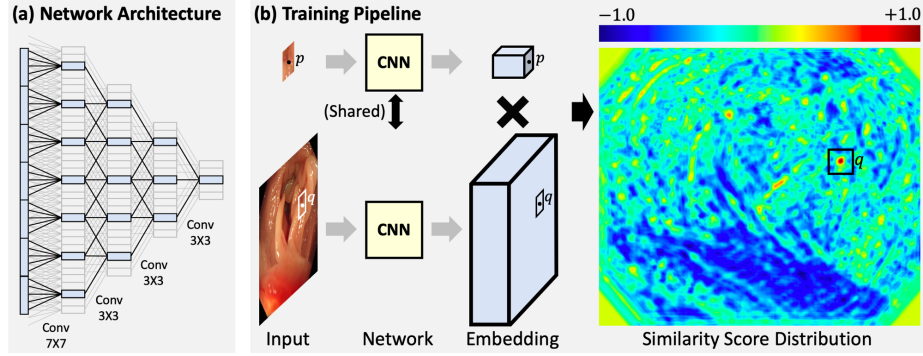 (a) Network Architecture
Conv
7X7
Conv
3X3
Conv
3X3
Conv
3X3
(b) Training Pipeline
p
CNN
p
(Shared)
q
CNN
q
Input
Network
Embedding
−1.0
+1.0
q
Similarity Score Distribution